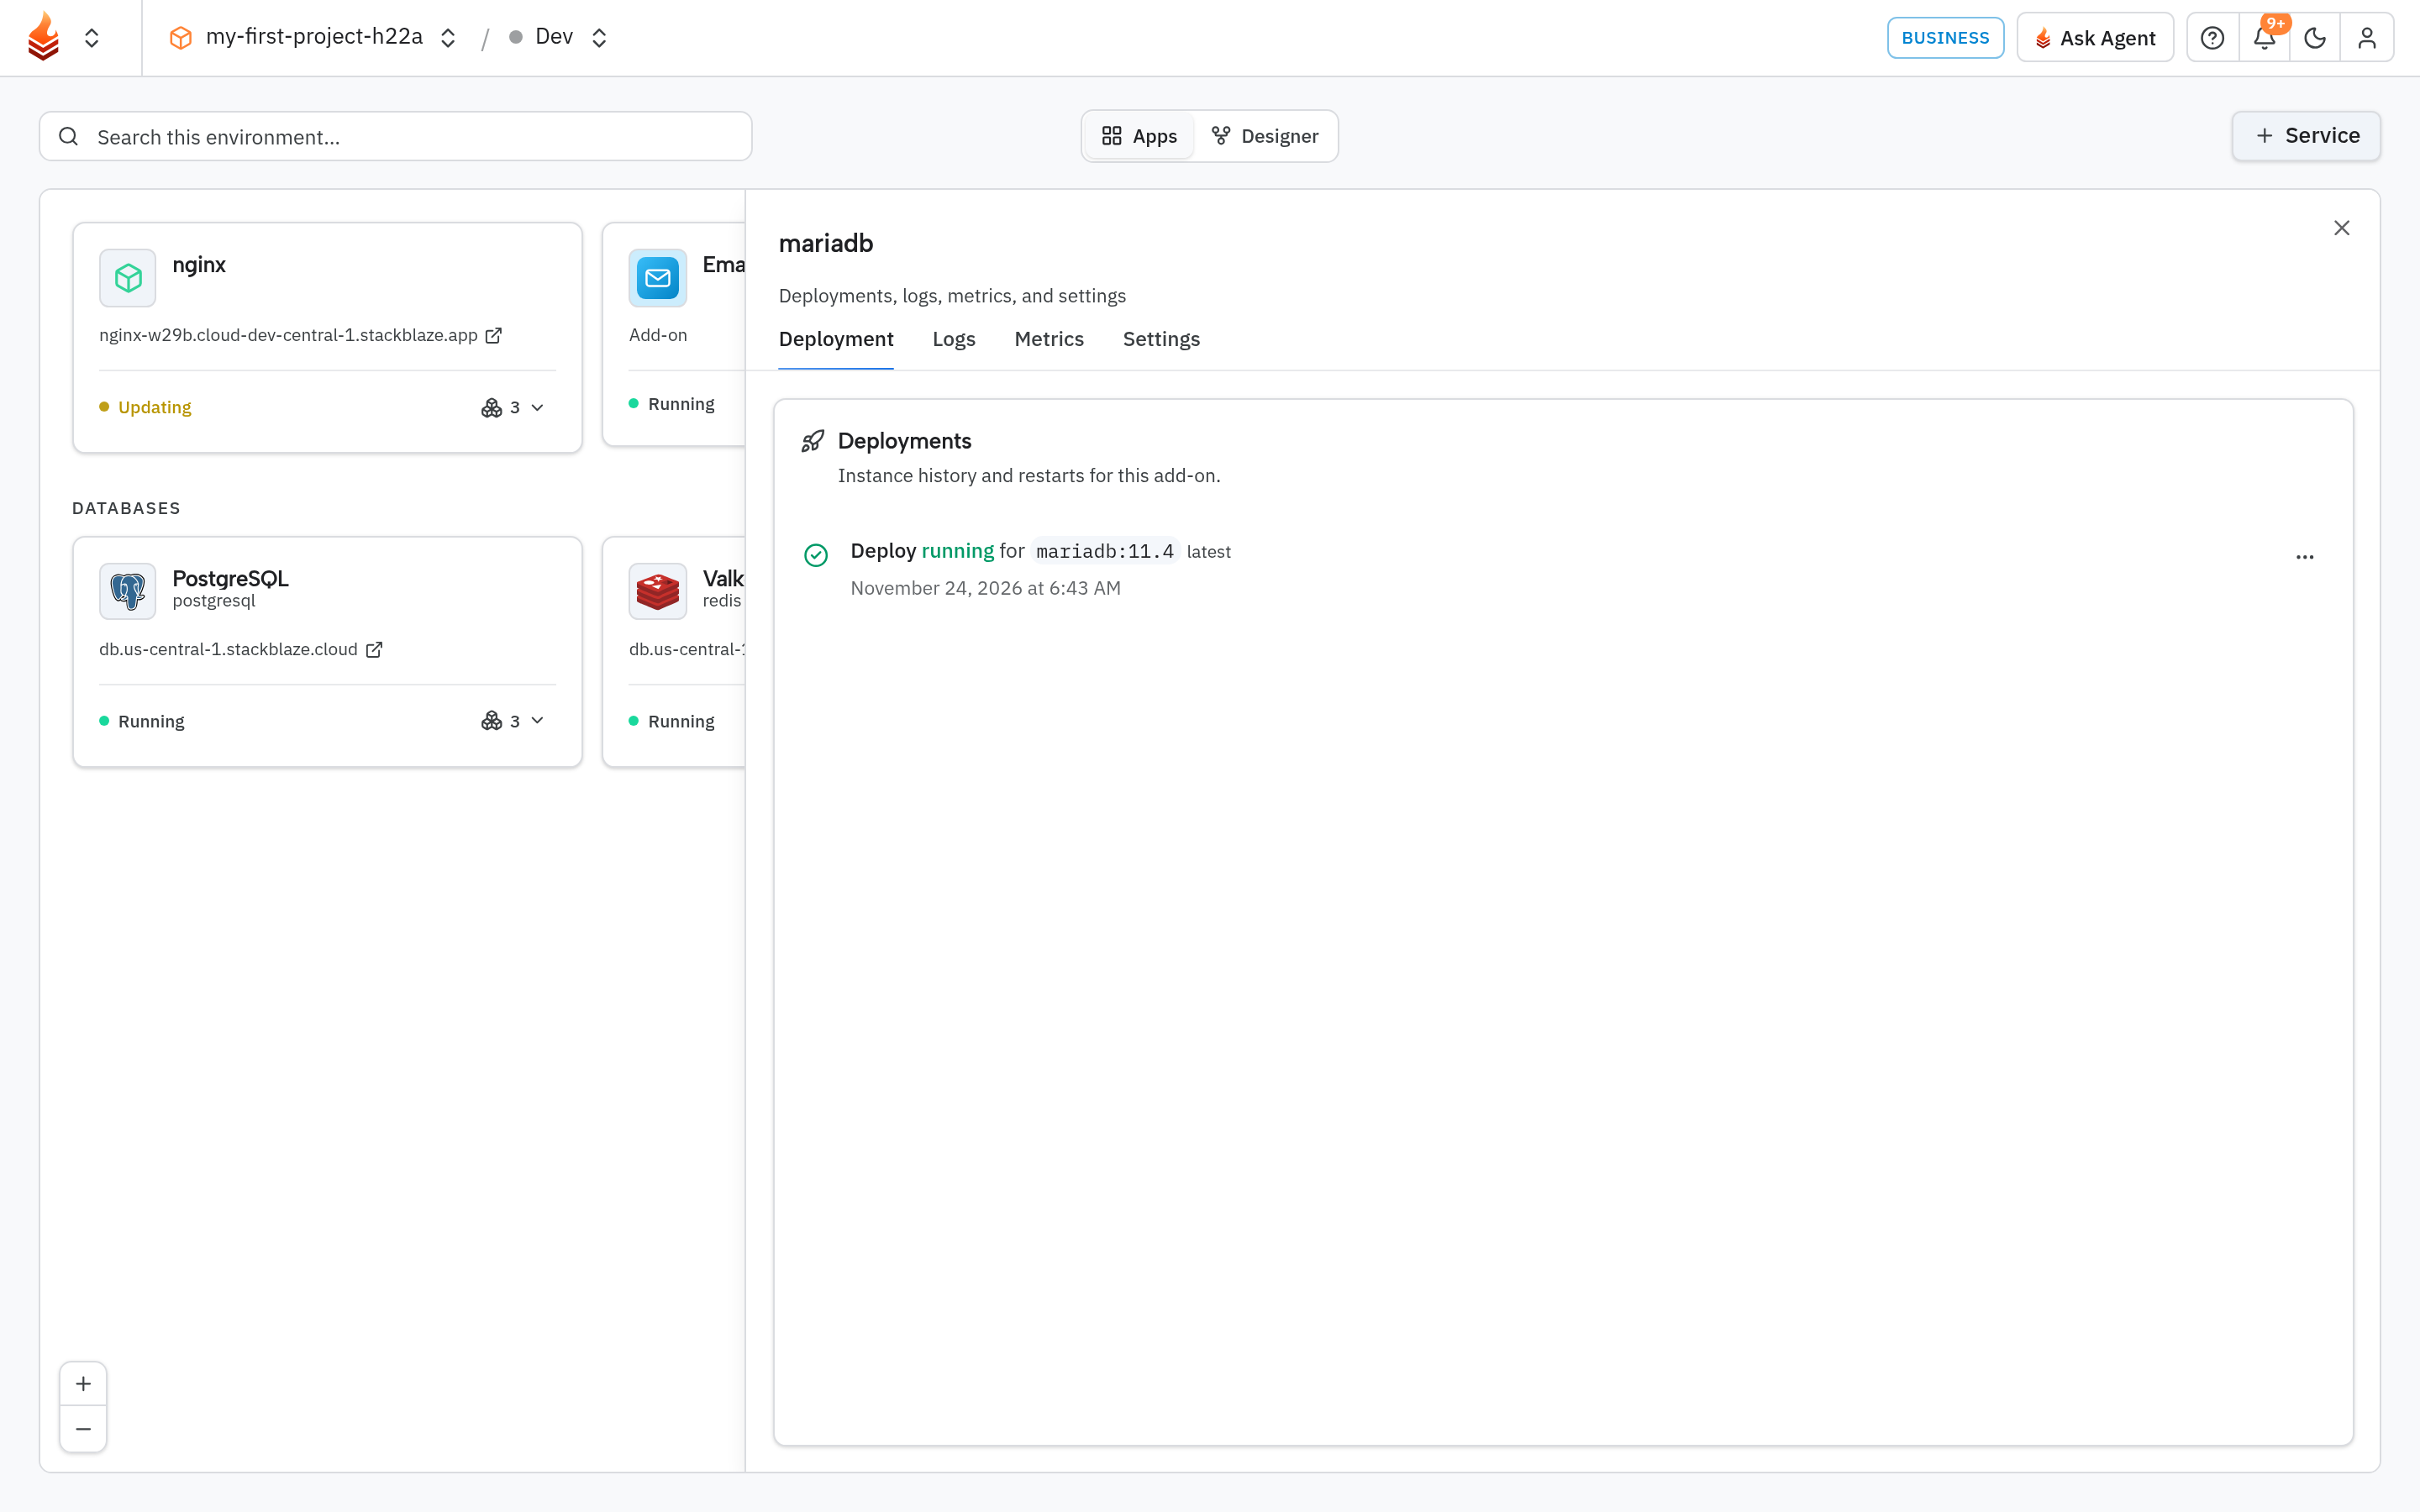 my-first-project-h22a / Dev
BUSINESS
Ask Agent
9+
Search this environment...
Apps
Designer
+ Service
nginx
nginx-w29b.cloud-dev-central-1.stackblaze.app
Updating
3
Ema
Add-on
Running
DATABASES
PostgreSQL
postgresql
db.us-central-1.stackblaze.cloud
Running
3
Valk
redis
db.us-central-1
Running
mariadb
Deployments, logs, metrics, and settings
Deployment
Logs
Metrics
Settings
Deployments
Instance history and restarts for this add-on.
Deploy running for mariadb:11.4 latest
November 24, 2026 at 6:43 AM